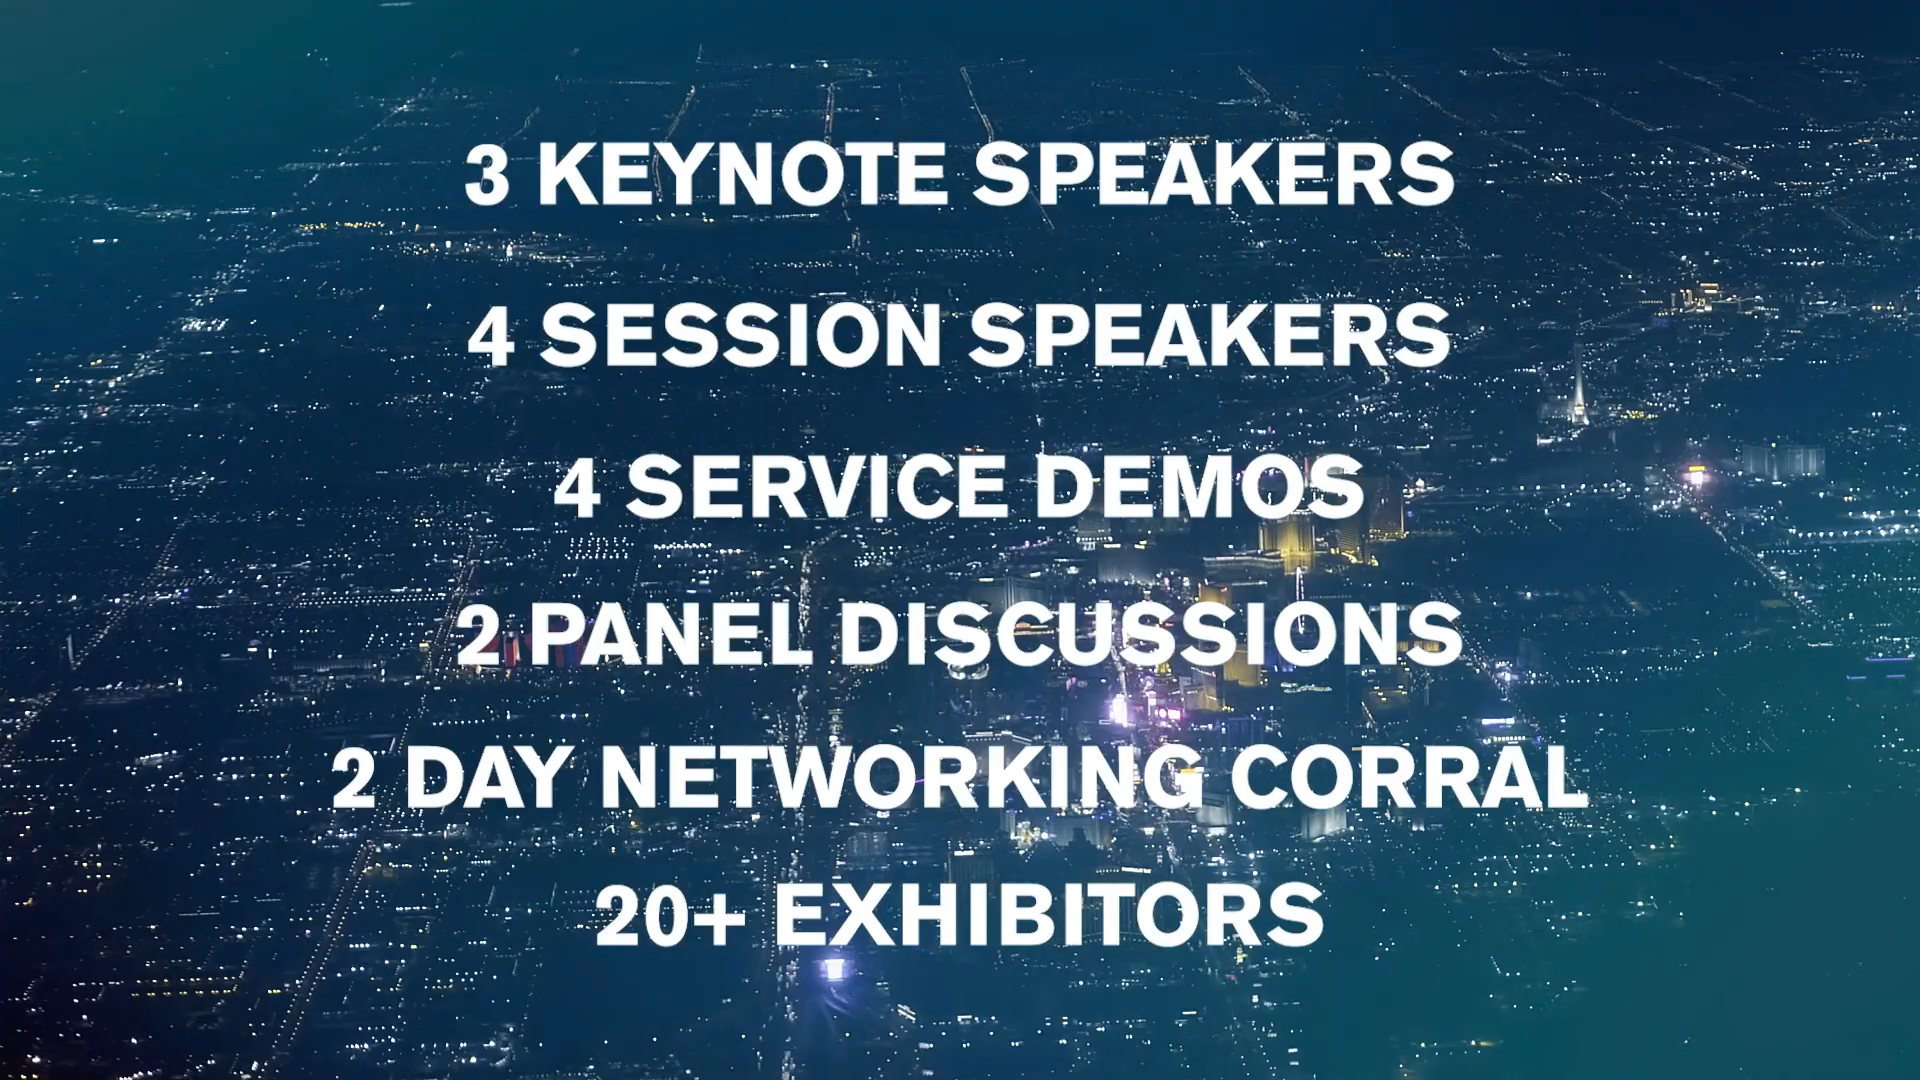 3 KEYNOTE SPEAKERS
4 SESSION SPEAKERS
4 SERVICE DEMOS
2 PANEL DISCUSSIONS
2 DAY NETWORKING CORRAL
20+ EXHIBITORS